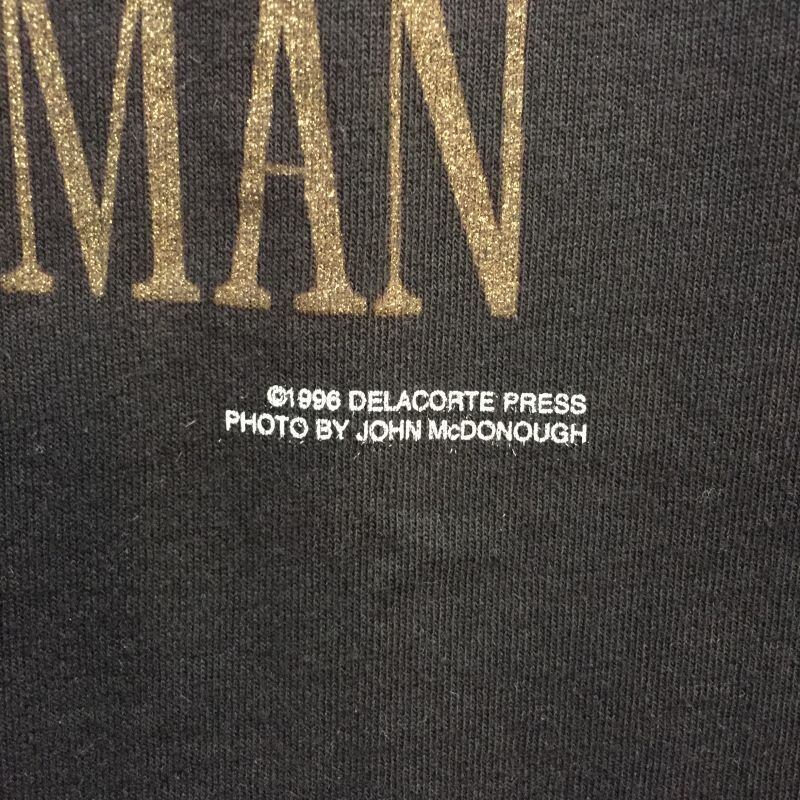 MAN
©1996 DELACORTE PRESS
PHOTO BY JOHN McDONOUGH